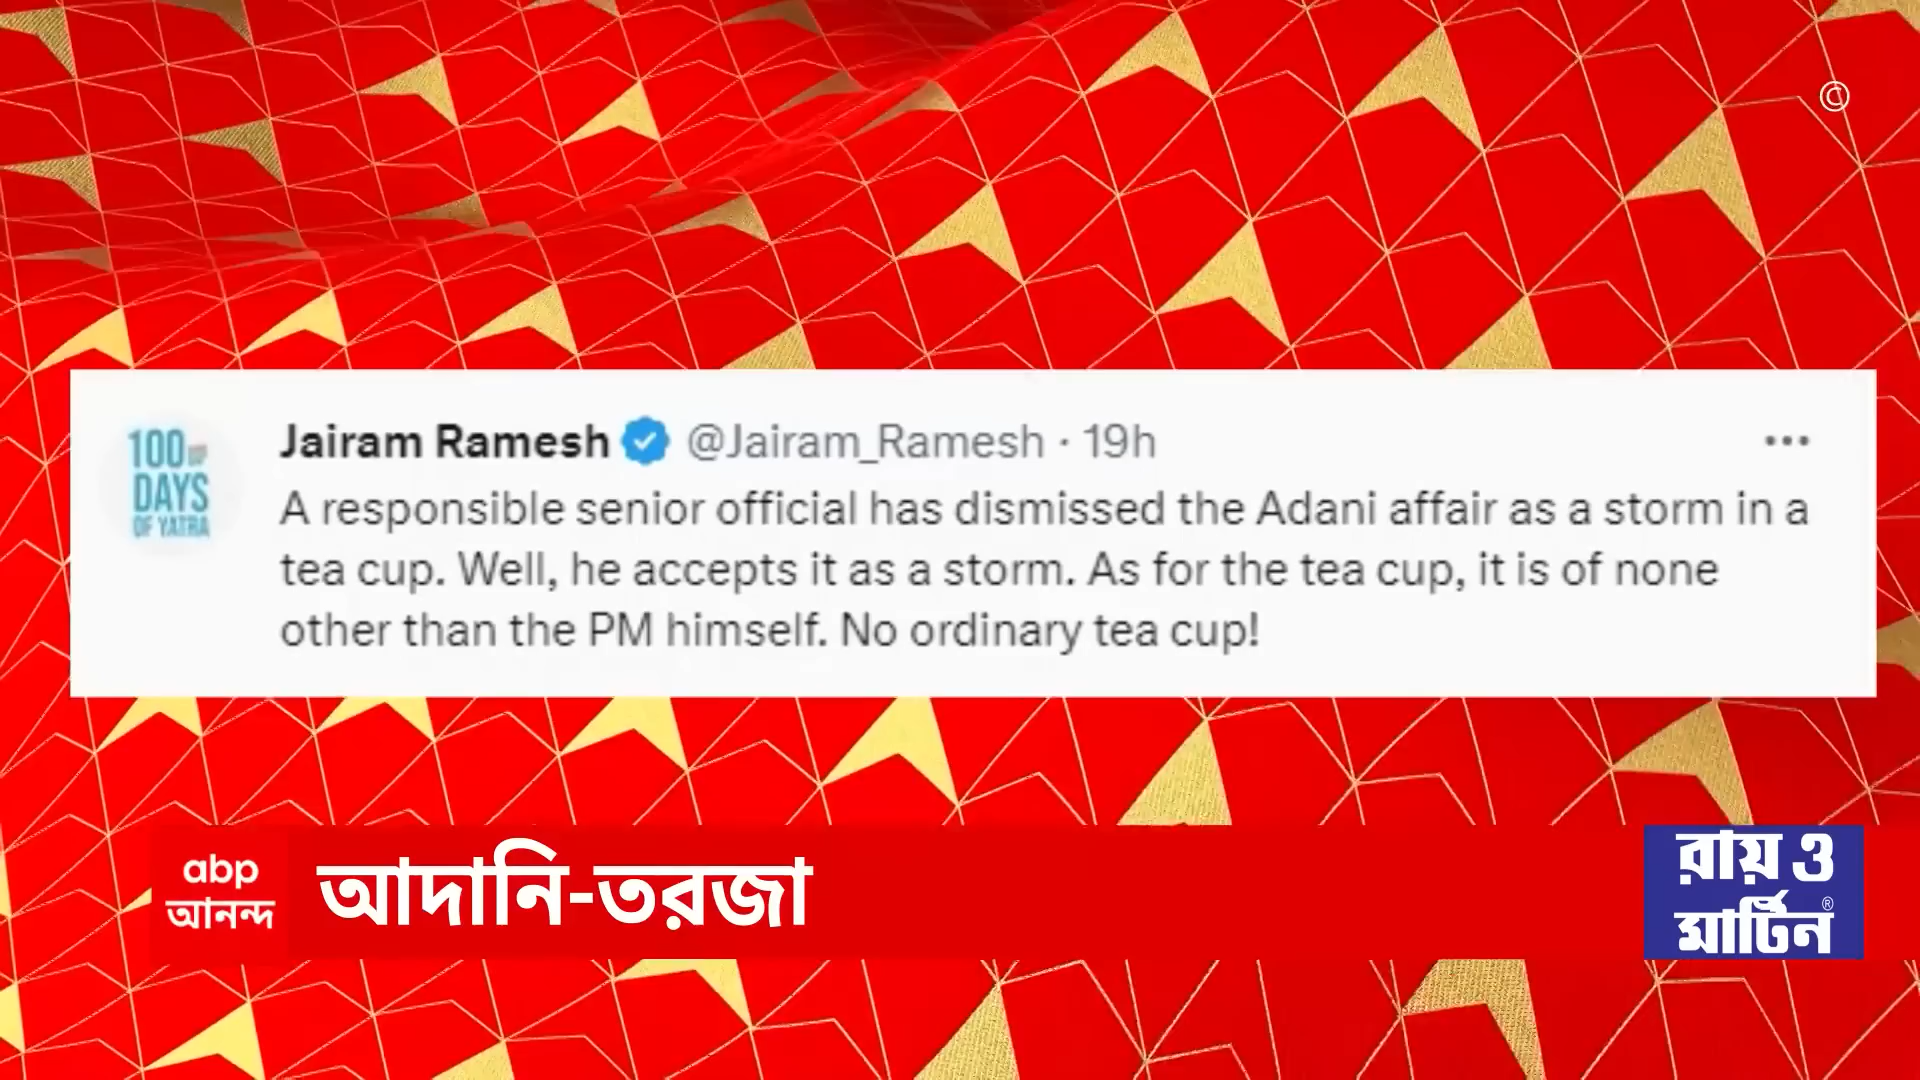 ©
100
DAYS
OF YATRA
Jairam Ramesh @Jairam_Ramesh · 19h
A responsible senior official has dismissed the Adani affair as a storm in a
tea cup. Well, he accepts it as a storm. As for the tea cup, it is of none
other than the PM himself. No ordinary tea cup!
abp
আনন্দ
আদানি-তরজা
রায় ও
মার্টিন®